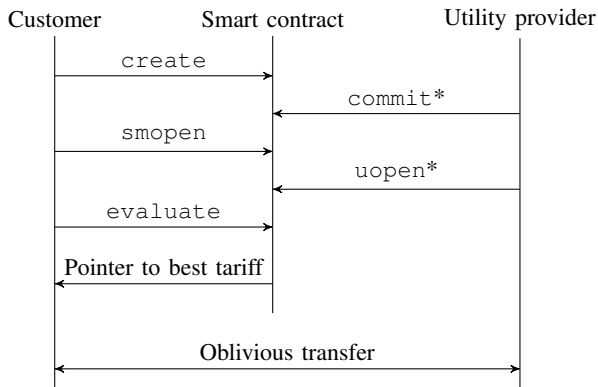 Customer
Smart contract
Utility provider
create
commit*
smopen
uopen*
evaluate
Pointer to best tariff
Oblivious transfer